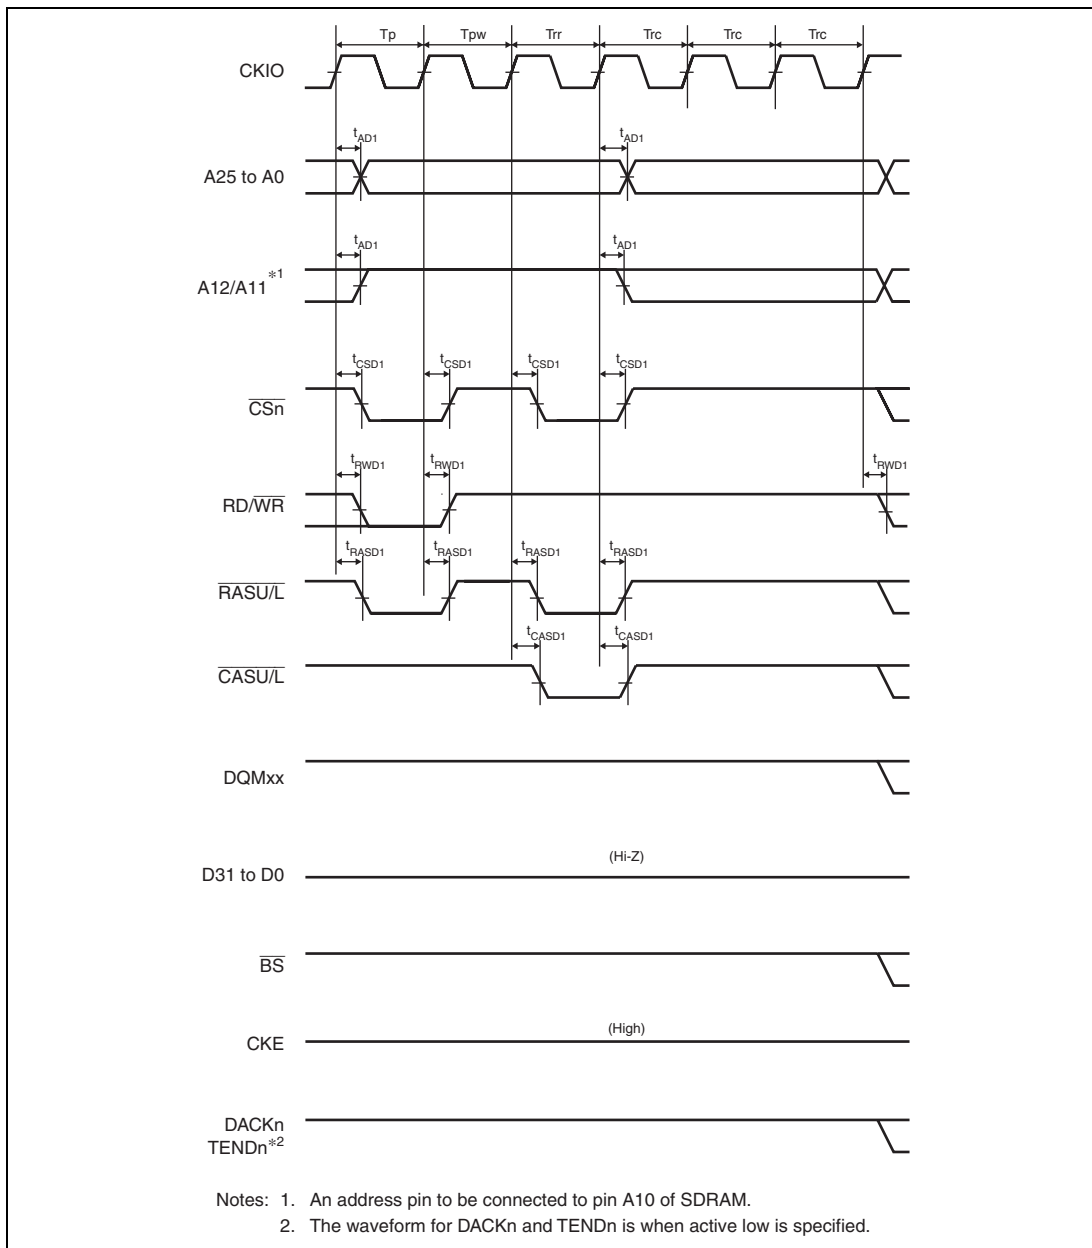 Tp Tpw Trr Trc Trc Trc
CKIO
tAD1 tAD1
A25 to A0
tAD1 tAD1
A12/A11*1
tCSD1 tCSD1 tCSD1 tCSD1
CSn
tRWD1 tRWD1 tRWD1
RD/WR
tRASD1 tRASD1 tRASD1 tRASD1
RASU/L
tCASD1 tCASD1
CASU/L
DQMxx
(Hi-Z)
D31 to D0
BS
(High)
CKE
DACKn
TENDn*2
Notes: 1. An address pin to be connected to pin A10 of SDRAM.
2. The waveform for DACKn and TENDn is when active low is specified.